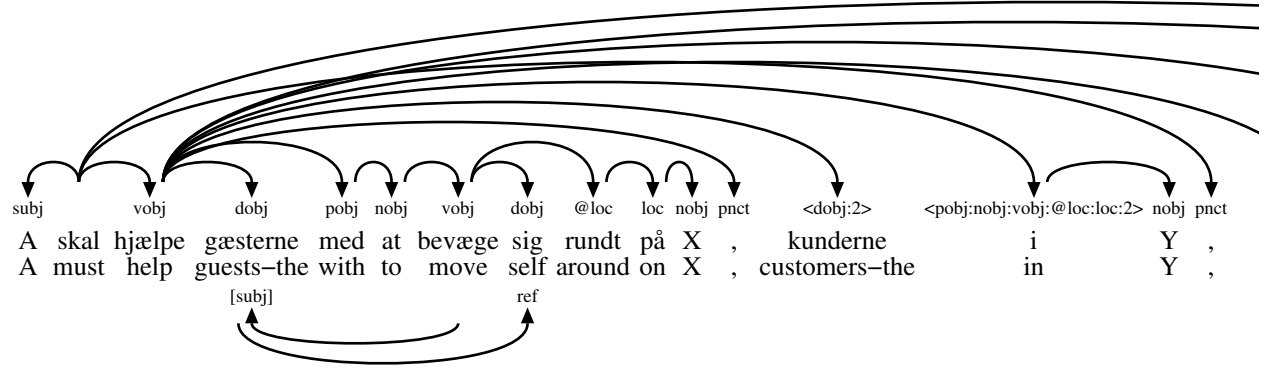 subj vobj dobj pobj nobj vobj dobj @loc loc nobj pnct <dobj:2> <pobj:nobj:vobj:@loc:loc:2> nobj pnct
A skal hjælpe gæsterne med at bevæge sig rundt på X , kunderne i Y ,
A must help guests−the with to move self around on X , customers−the in Y ,
[subj] ref